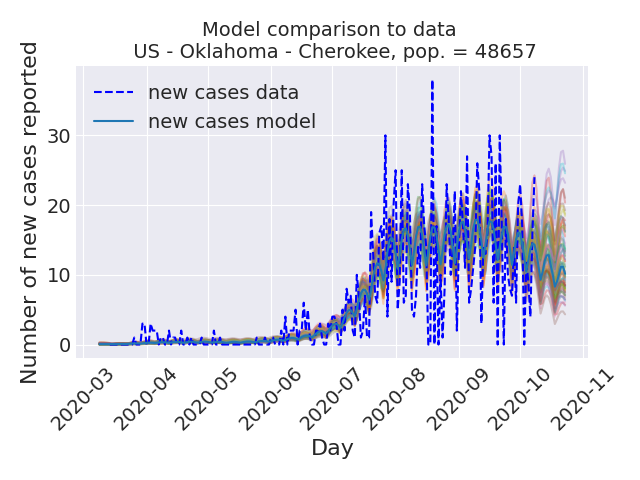 Model comparison to data
US - Oklahoma - Cherokee, pop. = 48657
Number of new cases reported
new cases data
new cases model
30
20
10
0
2020-03
2020-04
2020-05
2020-06
2020-07
2020-08
2020-09
2020-10
2020-11
Day